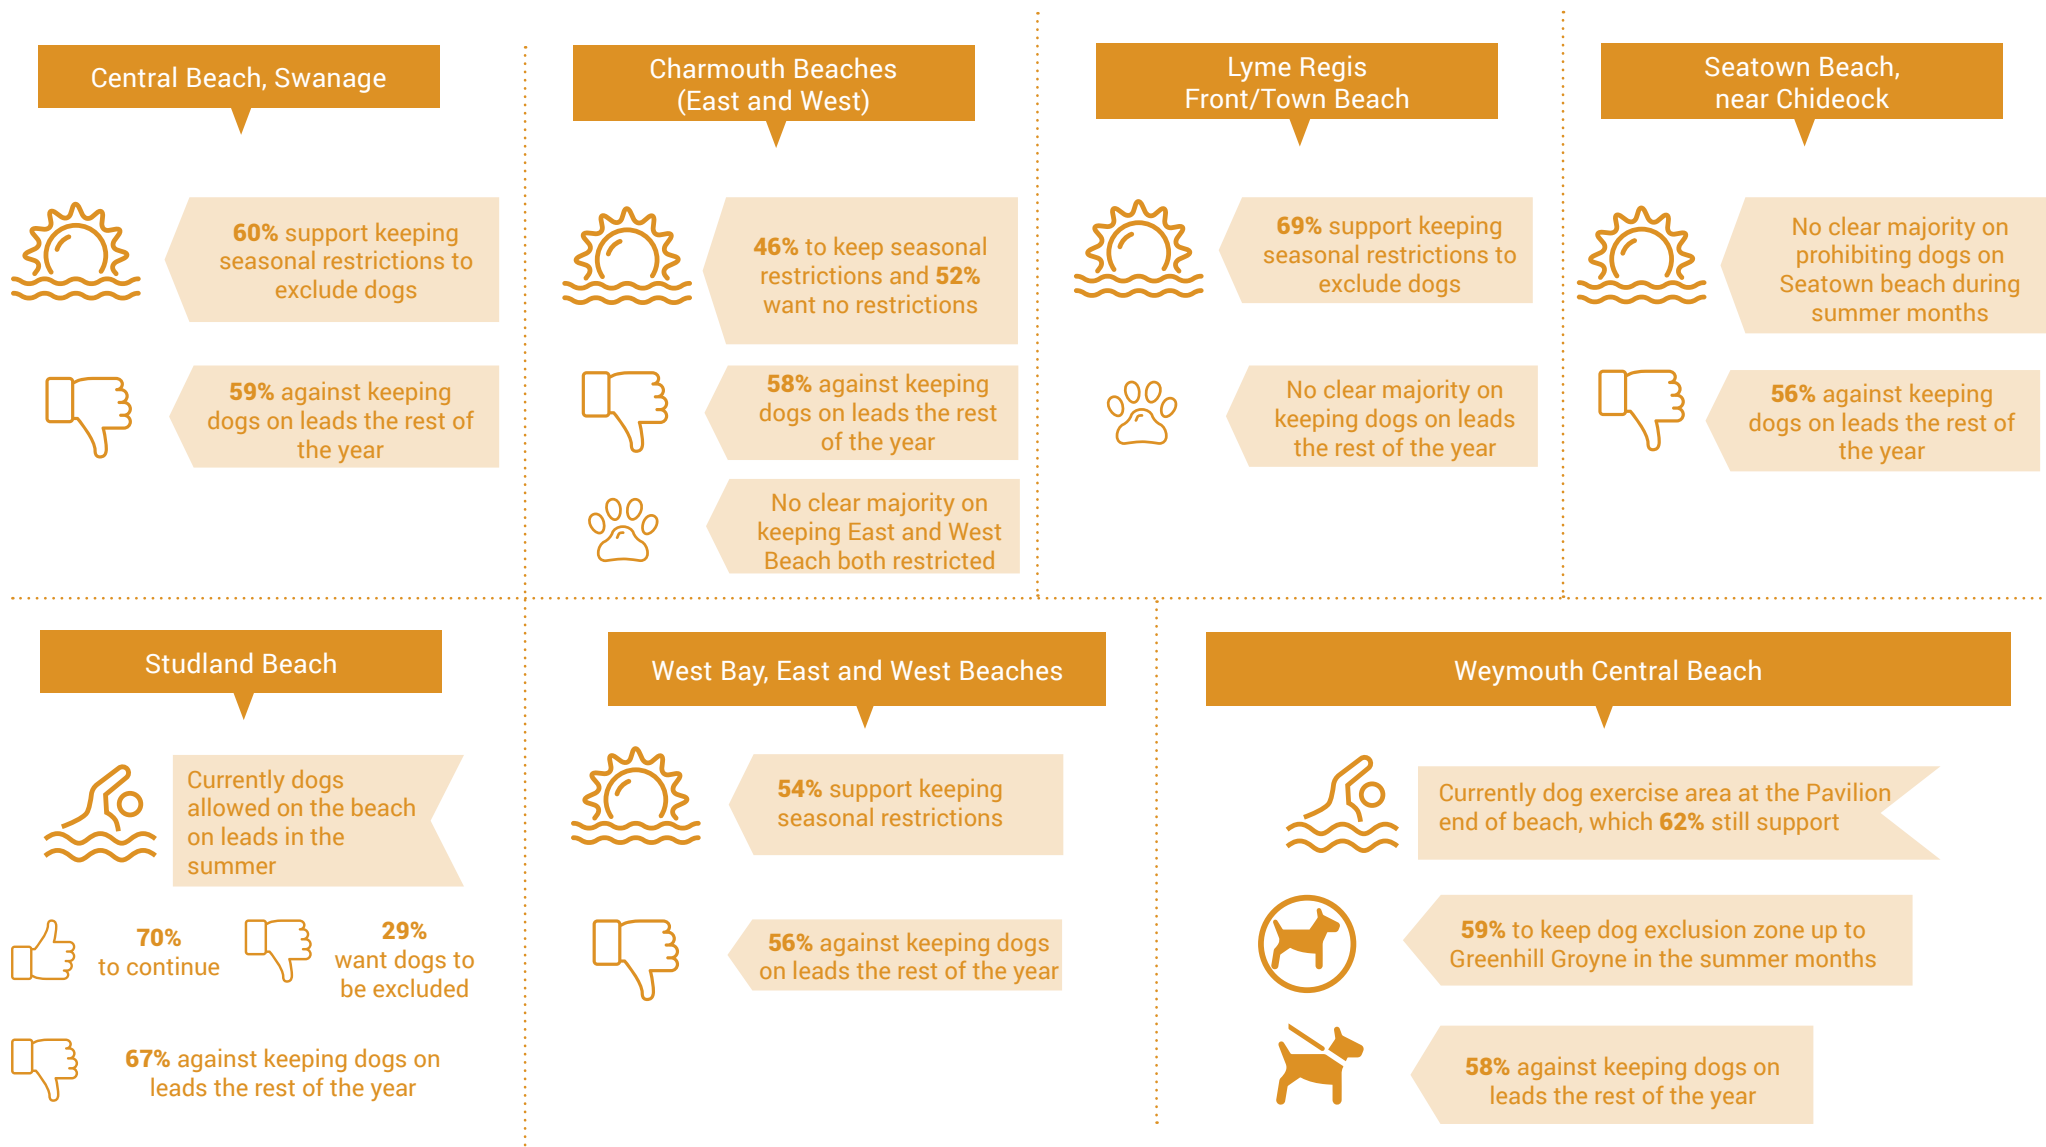 Central Beach, Swanage
60% support keeping
seasonal restrictions to
exclude dogs
59% against keeping
dogs on leads the rest of
the year
Charmouth Beaches
(East and West)
46% to keep seasonal
restrictions and 52%
want no restrictions
58% against keeping
dogs on leads the rest
of the year
No clear majority on
keeping East and West
Beach both restricted
Lyme Regis
Front/Town Beach
69% support keeping
seasonal restrictions to
exclude dogs
No clear majority on
keeping dogs on leads
the rest of the year
Seatown Beach,
near Chideock
No clear majority on
prohibiting dogs on
Seatown beach during
summer months
56% against keeping
dogs on leads the rest of
the year
Studland Beach
Currently dogs
allowed on the beach
on leads in the
summer
70%
to continue
29%
want dogs to
be excluded
67% against keeping dogs on
leads the rest of the year
West Bay, East and West Beaches
54% support keeping
seasonal restrictions
56% against keeping dogs
on leads the rest of the year
Weymouth Central Beach
Currently dog exercise area at the Pavilion
end of beach, which 62% still support
59% to keep dog exclusion zone up to
Greenhill Groyne in the summer months
58% against keeping dogs on
leads the rest of the year